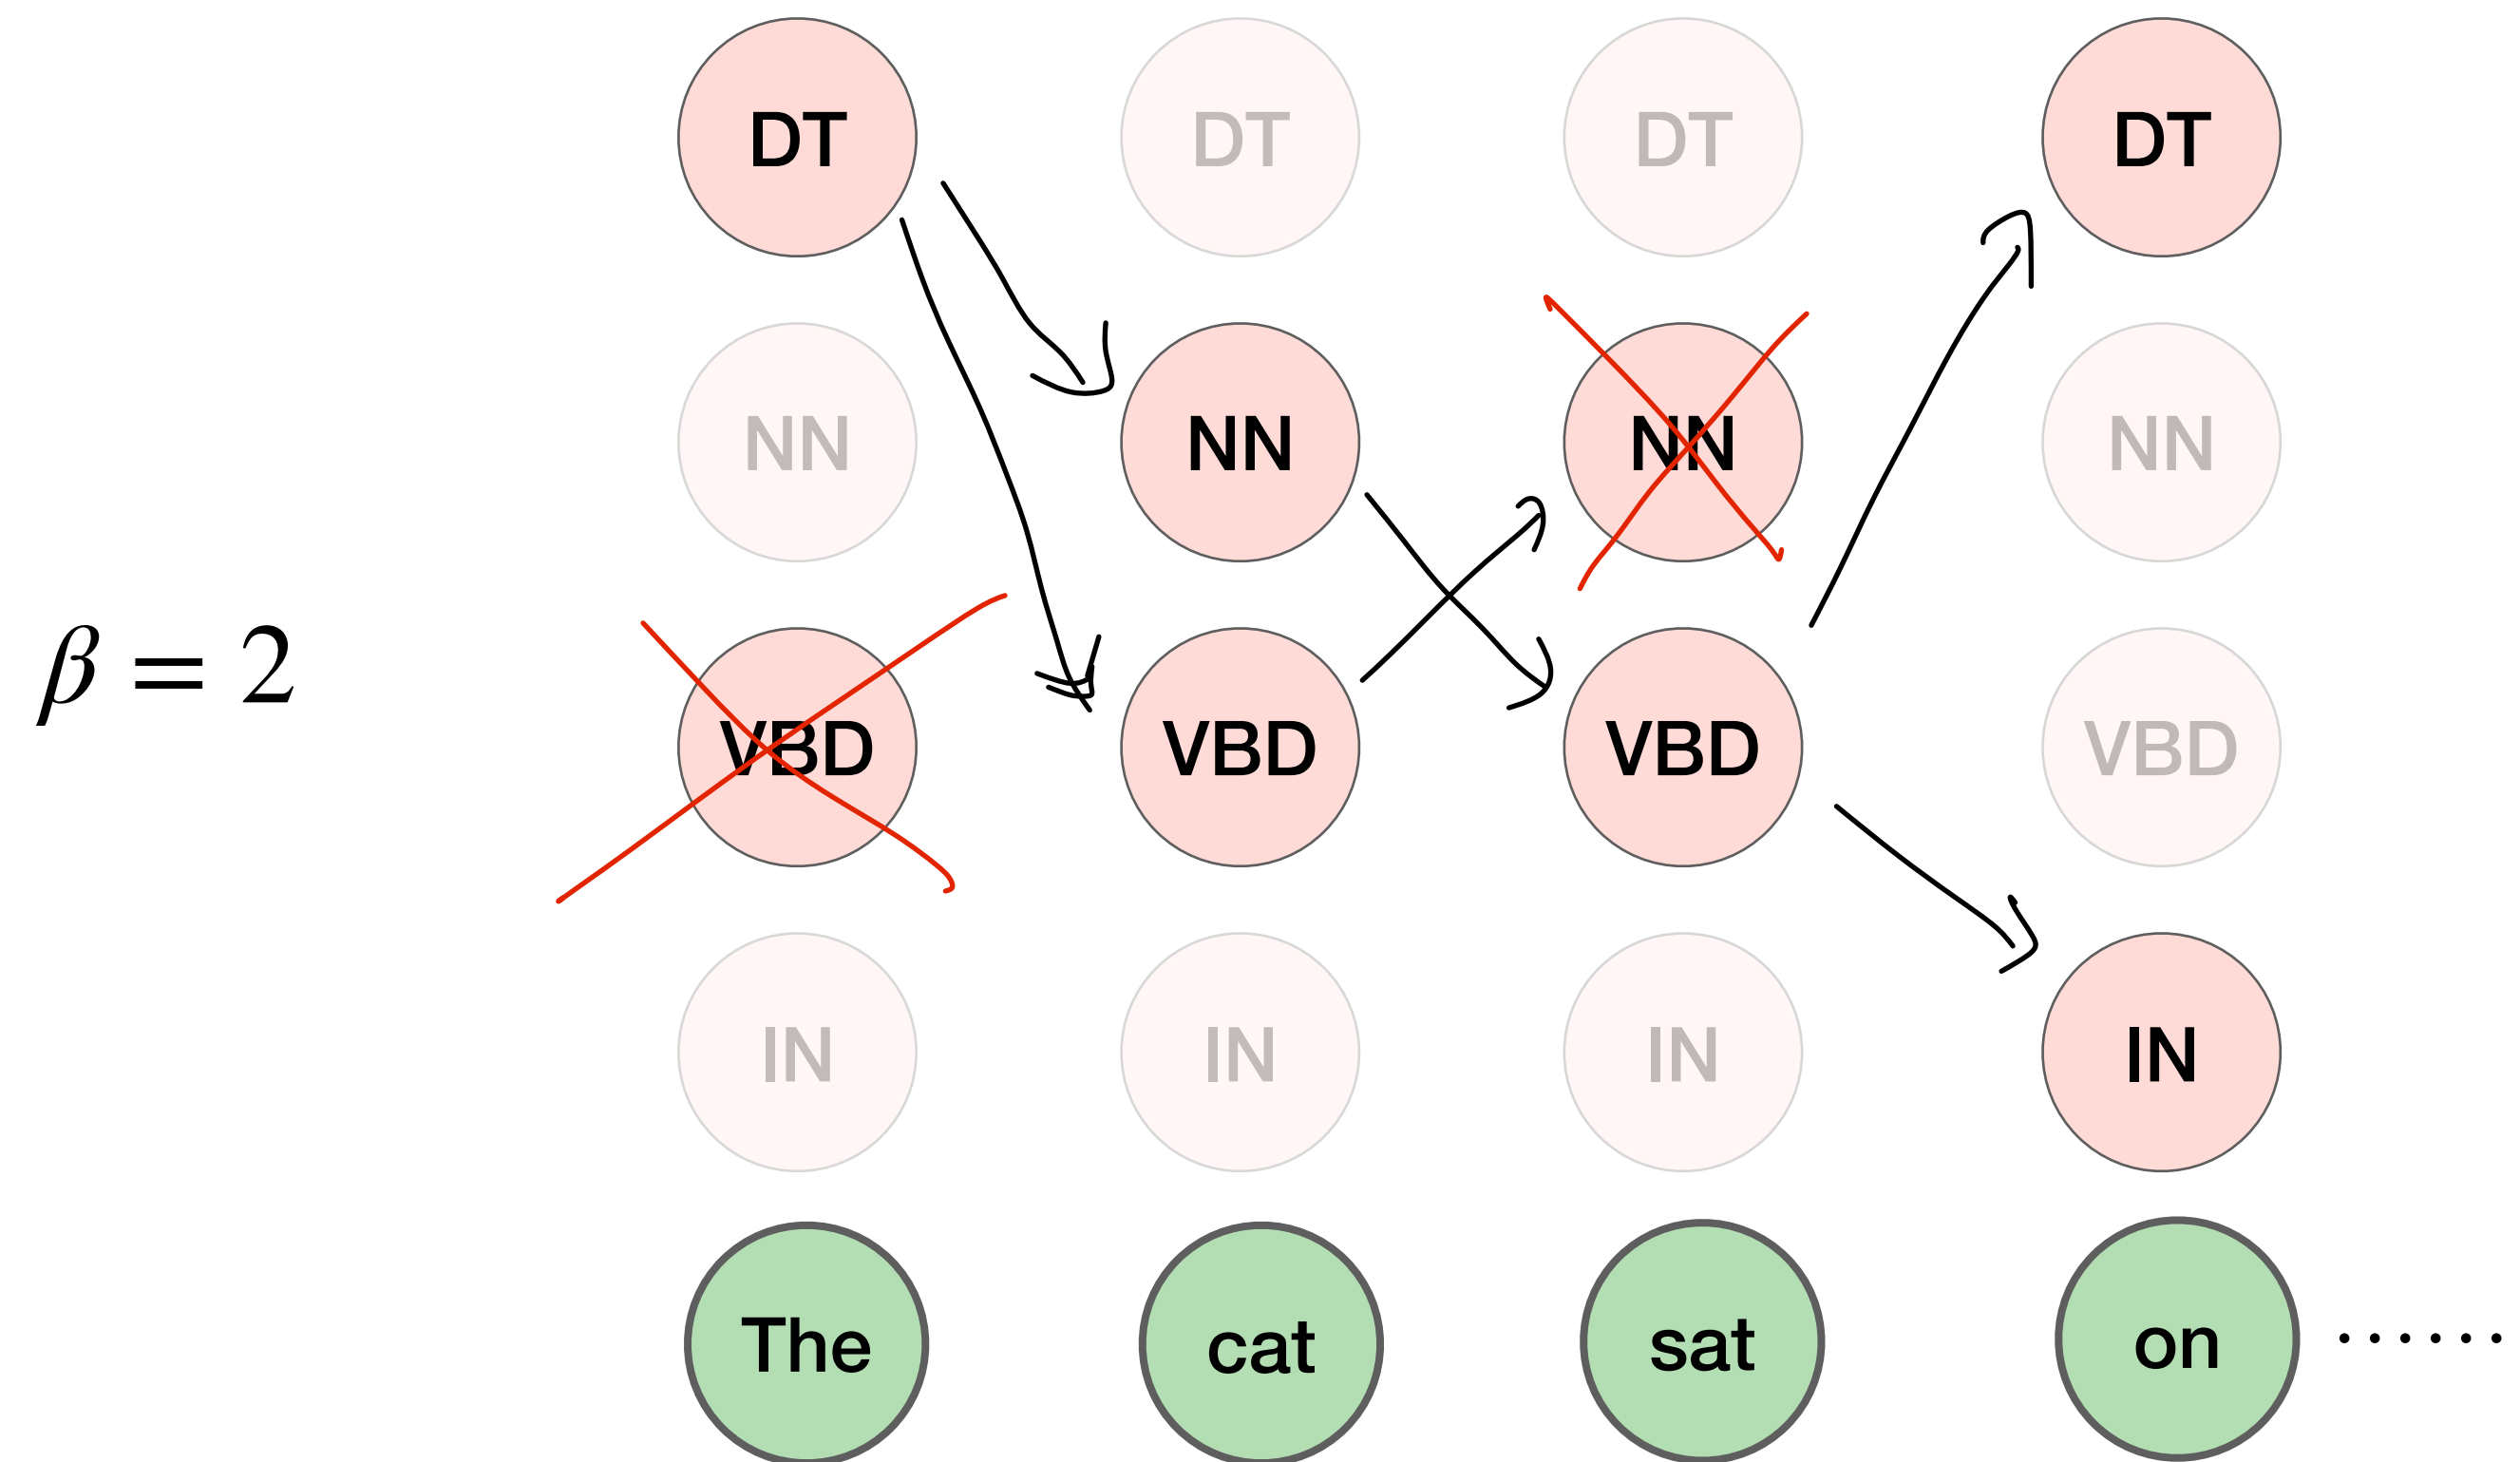 DT DT DT DT
NN NN NN NN
β = 2
VBD VBD VBD VBD
IN IN IN IN
The cat sat on ......